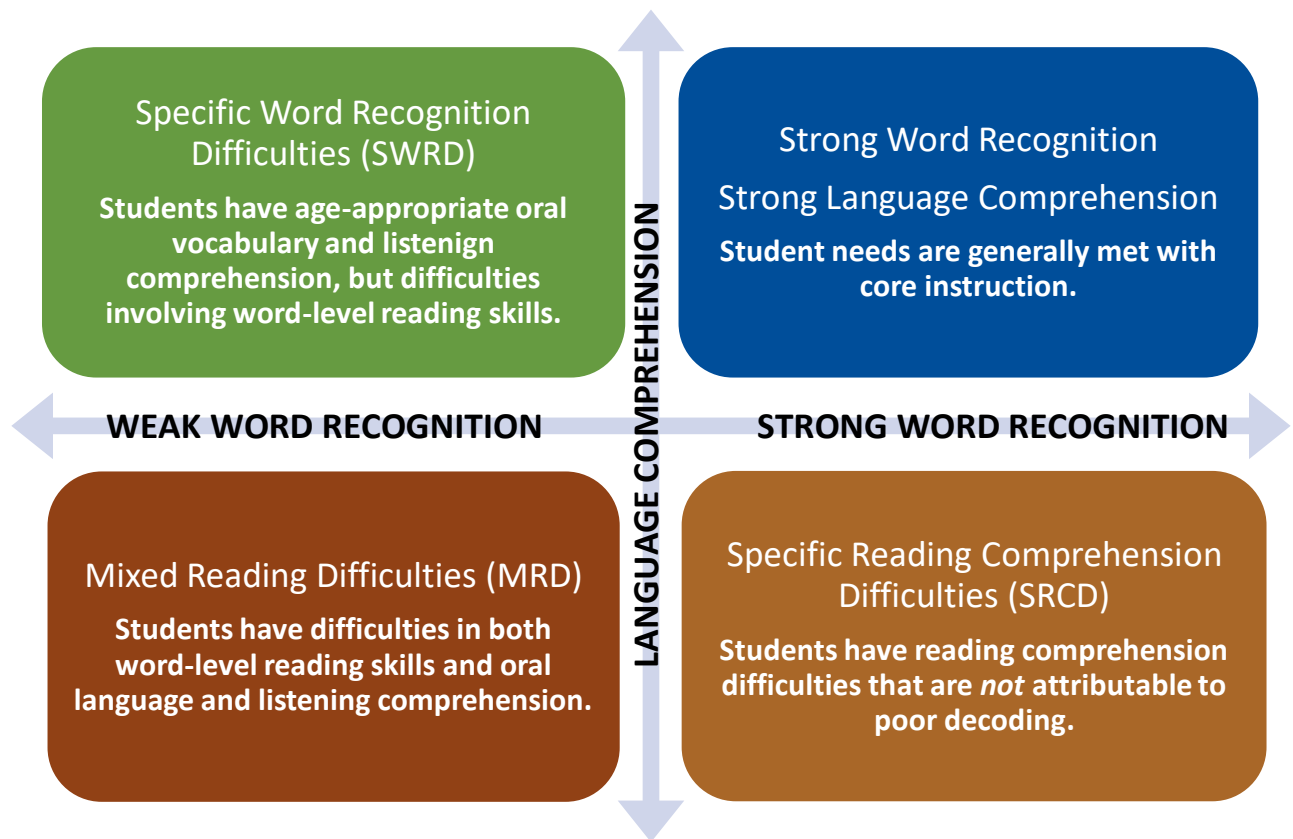 Specific Word Recognition
Difficulties (SWRD)
Students have age-appropriate oral
vocabulary and listenign
comprehension, but difficulties
involving word-level reading skills.
Strong Word Recognition
Strong Language Comprehension
Student needs are generally met with
core instruction.
LANGUAGE COMPREHENSION
WEAK WORD RECOGNITION
STRONG WORD RECOGNITION
Mixed Reading Difficulties (MRD)
Students have difficulties in both
word-level reading skills and oral
language and listening comprehension.
Specific Reading Comprehension
Difficulties (SRCD)
Students have reading comprehension
difficulties that are not attributable to
poor decoding.